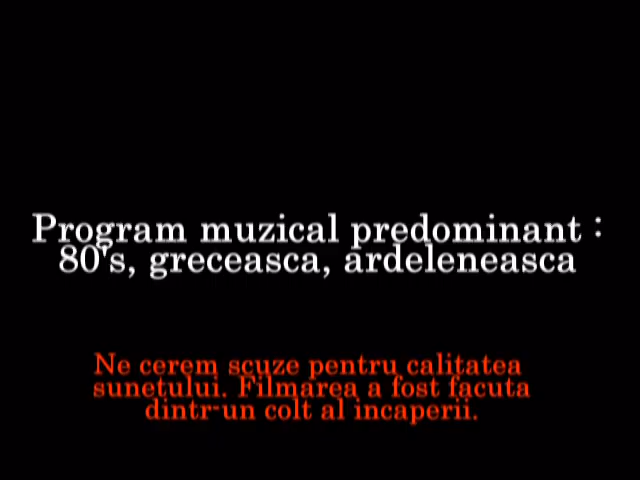 Program muzical predominant :
80's, greceasca, ardeleneasca
Ne cerem scuze pentru calitatea
sunetului. Filmarea a fost facuta
dintr-un colt al incaperii.